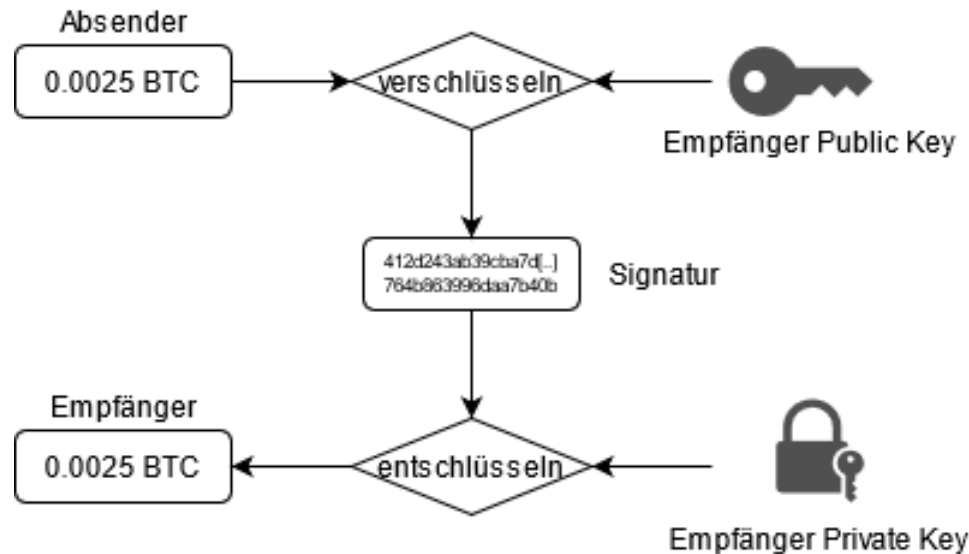 Absender
0.0025 BTC
verschlüsseln
Empfänger Public Key
412d243ab39cba7d[..]
764b863996daa7b40b
Signatur
Empfänger
0.0025 BTC
entschlüsseln
Empfänger Private Key